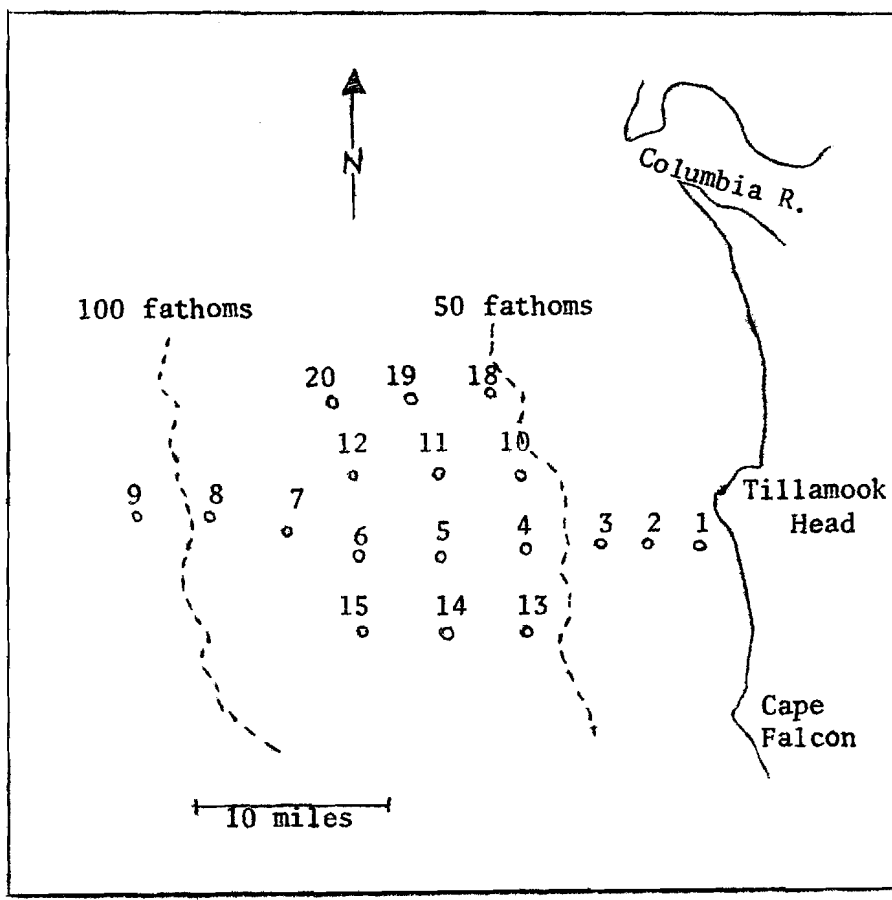 N
Columbia R.
100 fathoms 50 fathoms
20 19 18
12 11 10
9 8 7 Tillamook
Head
6 5 4 3 2 1
15 14 13
Cape
Falcon
10 miles